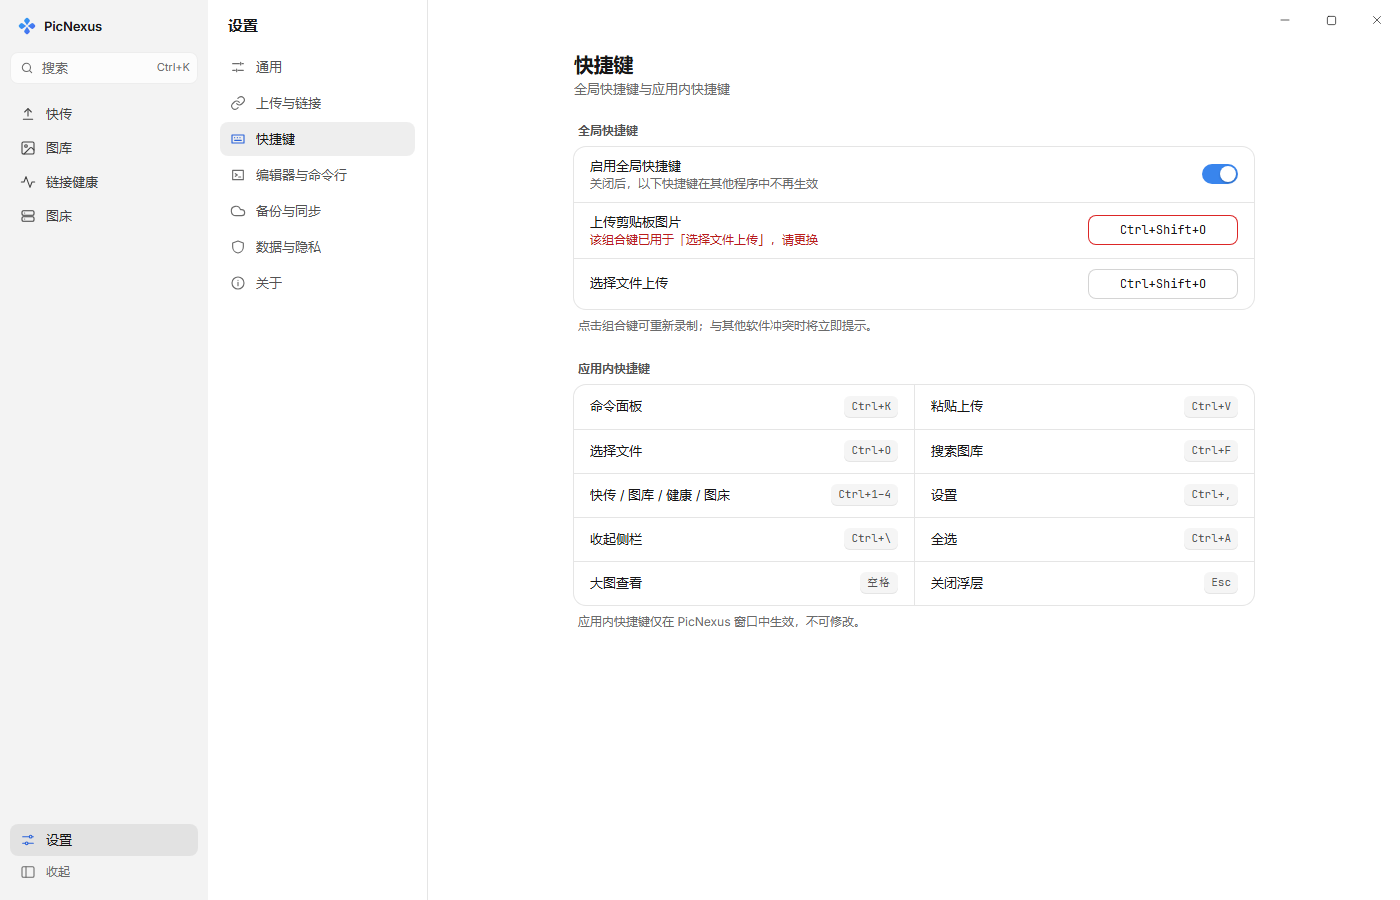 PicNexus
搜索 Ctrl+K
快传
图库
链接健康
图床
设置
收起
设置
通用
上传与链接
快捷键
编辑器与命令行
备份与同步
数据与隐私
关于
快捷键
全局快捷键与应用内快捷键
全局快捷键
启用全局快捷键
关闭后，以下快捷键在其他程序中不再生效
上传剪贴板图片
该组合键已用于「选择文件上传」，请更换
Ctrl+Shift+O
选择文件上传 Ctrl+Shift+O
点击组合键可重新录制；与其他软件冲突时将立即提示。
应用内快捷键
命令面板 Ctrl+K 粘贴上传 Ctrl+V
选择文件 Ctrl+O 搜索图库 Ctrl+F
快传 / 图库 / 健康 / 图床 Ctrl+1–4 设置 Ctrl+,
收起侧栏 Ctrl+\ 全选 Ctrl+A
大图查看 空格 关闭浮层 Esc
应用内快捷键仅在 PicNexus 窗口中生效，不可修改。